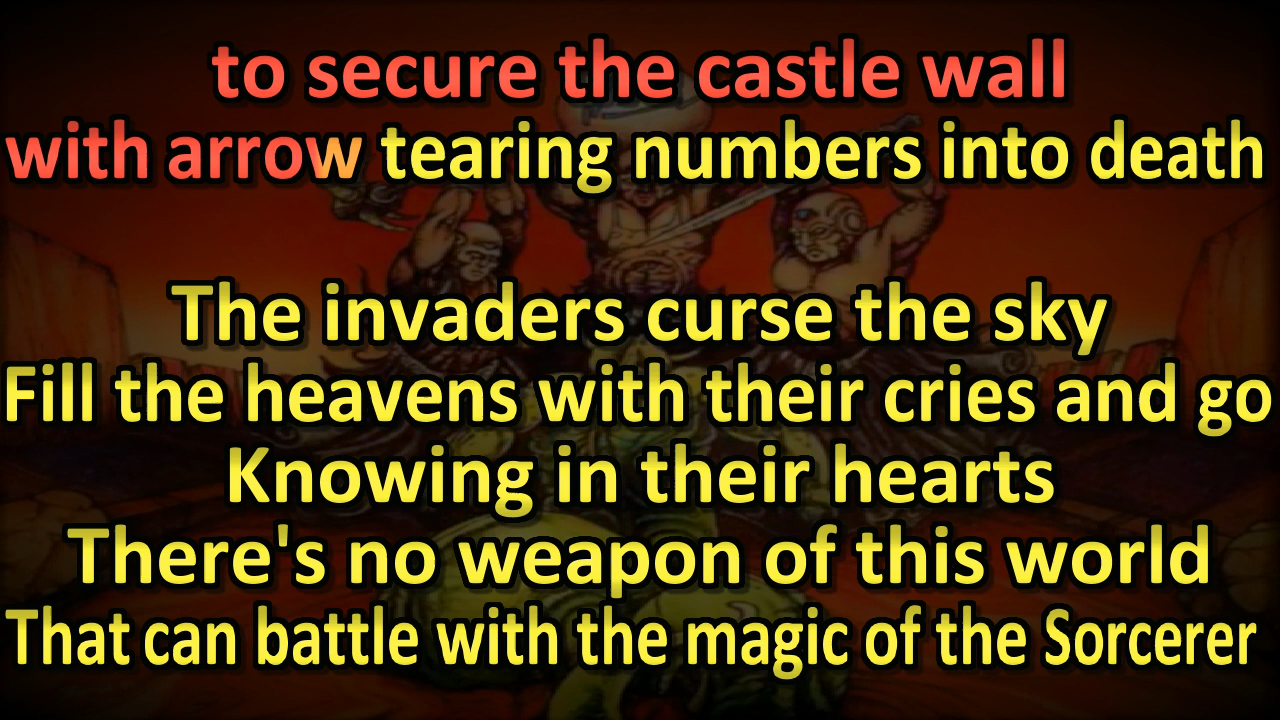 to secure the castle wall
with arrow tearing numbers into death
The invaders curse the sky
Fill the heavens with their cries and go
Knowing in their hearts
There's no weapon of this world
That can battle with the magic of the Sorcerer